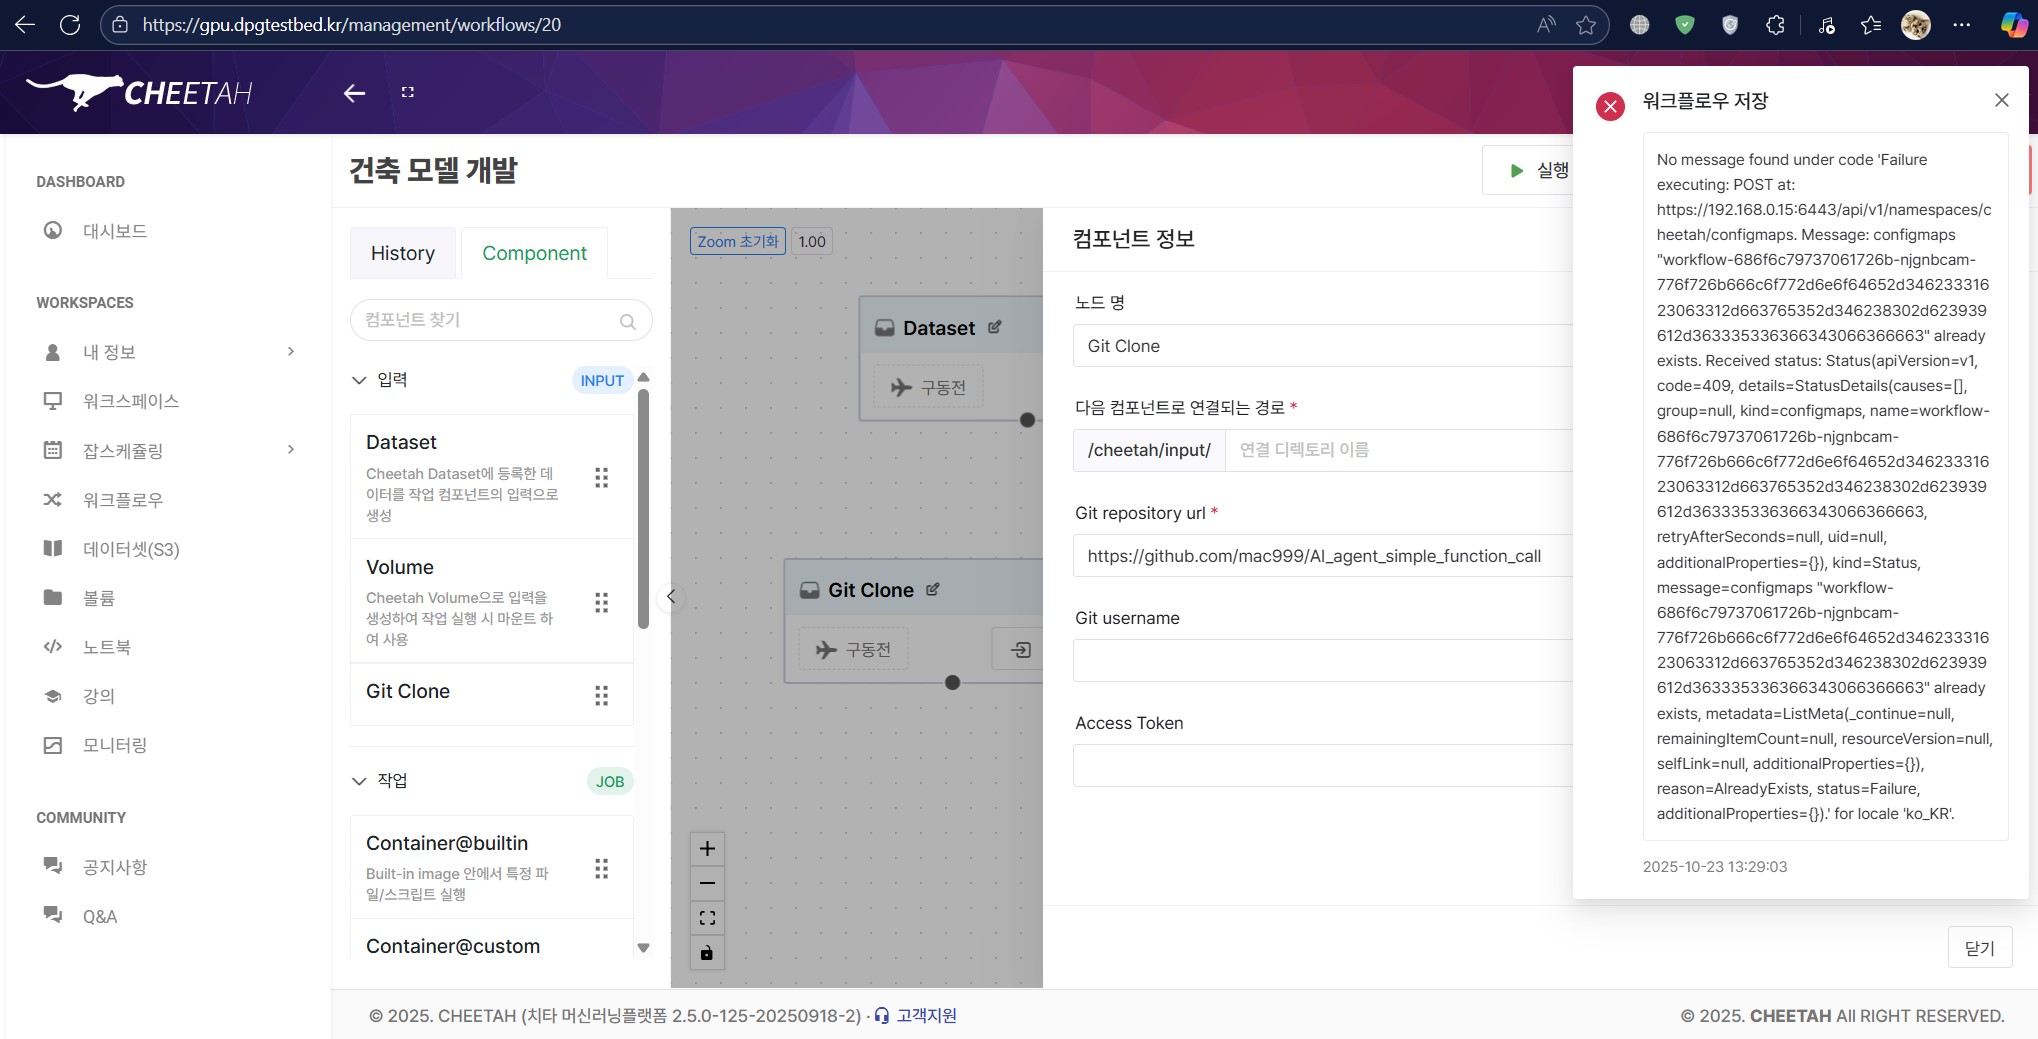 https://gpu.dpgtestbed.kr/management/workflows/20
CHEETAH
DASHBOARD
대시보드
WORKSPACES
내 정보
워크스페이스
잡스케쥴링
워크플로우
데이터셋(S3)
볼륨
노트북
강의
모니터링
COMMUNITY
공지사항
Q&A
건축 모델 개발
실행
History
Component
컴포넌트 찾기
입력
INPUT
Dataset
Cheetah Dataset에 등록한 데
이터를 작업 컴포넌트의 입력으로
생성
Volume
Cheetah Volume으로 입력을
생성하여 작업 실행 시 마운트 하
여 사용
Git Clone
작업
JOB
Container@builtin
Built-in image 안에서 특정 파
일/스크립트 실행
Container@custom
Zoom 초기화
1.00
Dataset
구동전
Git Clone
구동전
컴포넌트 정보
노드 명
Git Clone
다음 컴포넌트로 연결되는 경로 *
/cheetah/input/
연결 디렉토리 이름
Git repository url *
https://github.com/mac999/AI_agent_simple_function_call
Git username
Access Token
닫기
워크플로우 저장
No message found under code 'Failure
executing: POST at:
https://192.168.0.15:6443/api/v1/namespaces/c
heetah/configmaps. Message: configmaps
"workflow-686f6c79737061726b-njgnbcam-
776f726b666c6f772d6e6f64652d346233316
23063312d663765352d346238302d623939
612d363335336366343066366663" already
exists. Received status: Status(apiVersion=v1,
code=409, details=StatusDetails(causes=[],
group=null, kind=configmaps, name=workflow-
686f6c79737061726b-njgnbcam-
776f726b666c6f772d6e6f64652d346233316
23063312d663765352d346238302d623939
612d363335336366343066366663,
retryAfterSeconds=null, uid=null,
additionalProperties={}), kind=Status,
message=configmaps "workflow-
686f6c79737061726b-njgnbcam-
776f726b666c6f772d6e6f64652d346233316
23063312d663765352d346238302d623939
612d363335336366343066366663" already
exists, metadata=ListMeta(_continue=null,
remainingItemCount=null, resourceVersion=null,
selfLink=null, additionalProperties={}),
reason=AlreadyExists, status=Failure,
additionalProperties={}).' for locale 'ko_KR'.
2025-10-23 13:29:03
© 2025. CHEETAH (치타 머신러닝플랫폼 2.5.0-125-20250918-2) · 고객지원
© 2025. CHEETAH All RIGHT RESERVED.